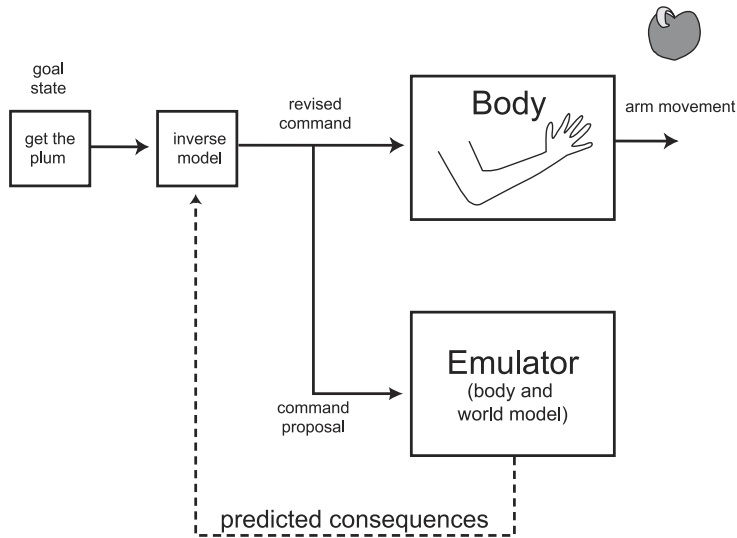 goal
state
get the
plum
inverse
model
revised
command
Body
arm movement
Emulator
(body and
world model)
command
proposal
predicted consequences